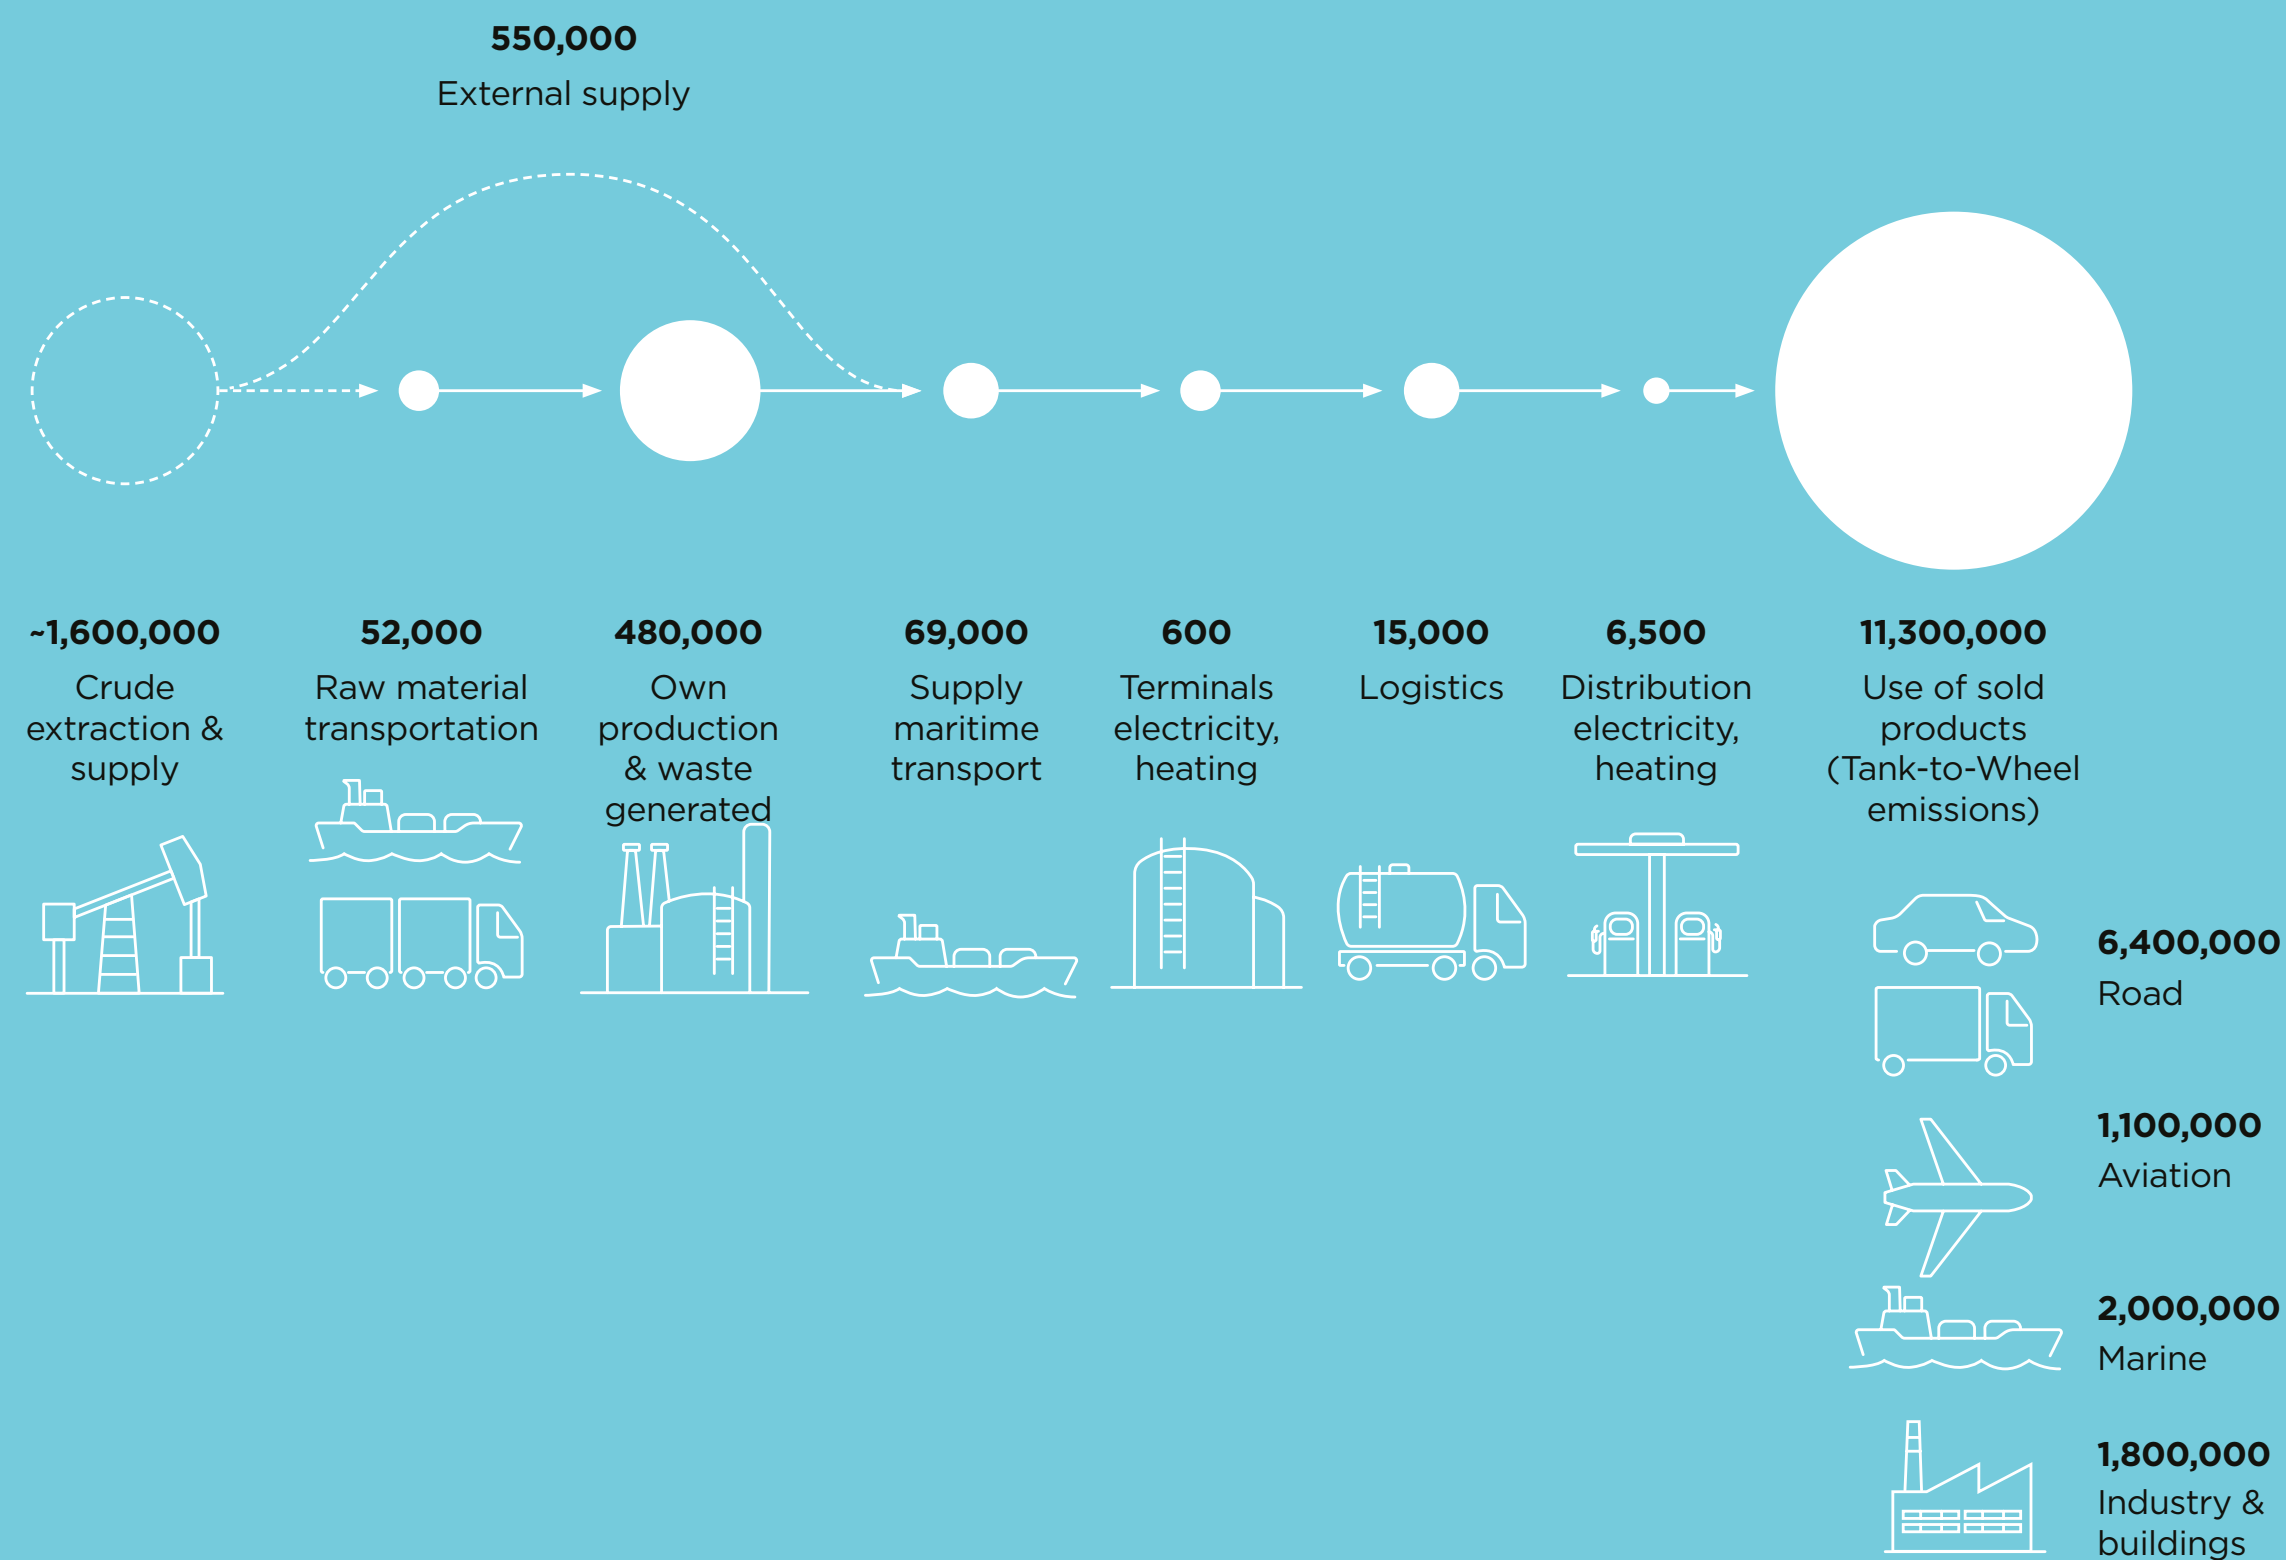 550,000
External supply
~1,600,000
Crude
extraction &
supply
52,000
Raw material
transportation
480,000
Own
production
& waste
generated
69,000
Supply
maritime
transport
600
Terminals
electricity,
heating
15,000
Logistics
6,500
Distribution
electricity,
heating
11,300,000
Use of sold
products
(Tank-to-Wheel
emissions)
6,400,000
Road
1,100,000
Aviation
2,000,000
Marine
1,800,000
Industry &
buildings